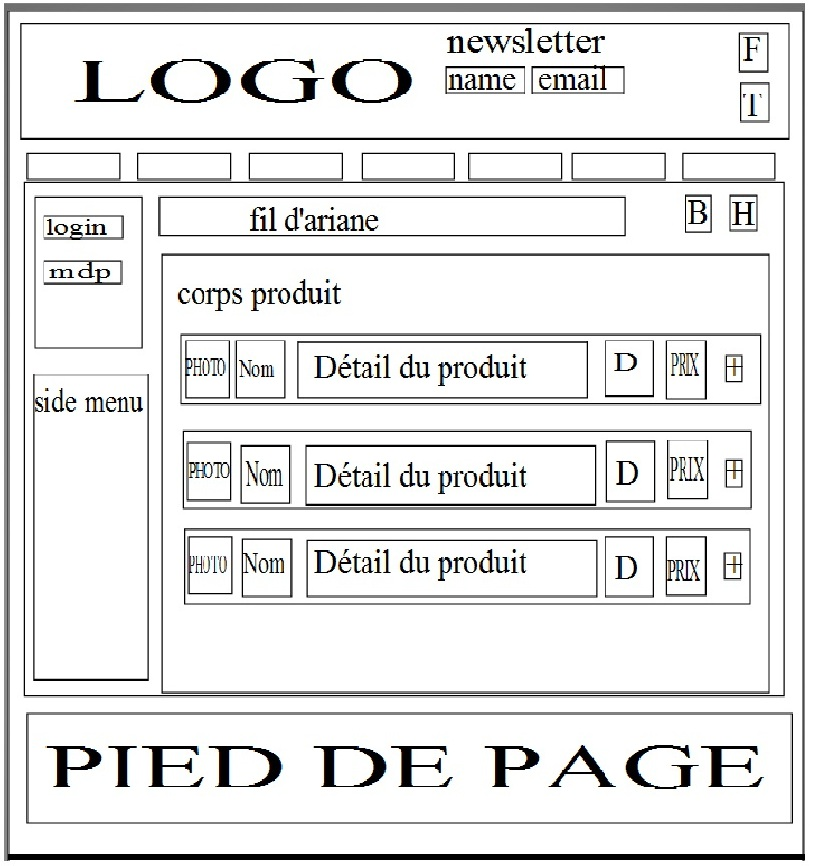 LOGO
newsletter
name email
F
T
login
mdp
fil d'ariane
B H
side menu
corps produit
PHOTO Nom Détail du produit D PRIX +
PHOTO Nom Détail du produit D PRIX +
PHOTO Nom Détail du produit D PRIX +
PIED DE PAGE